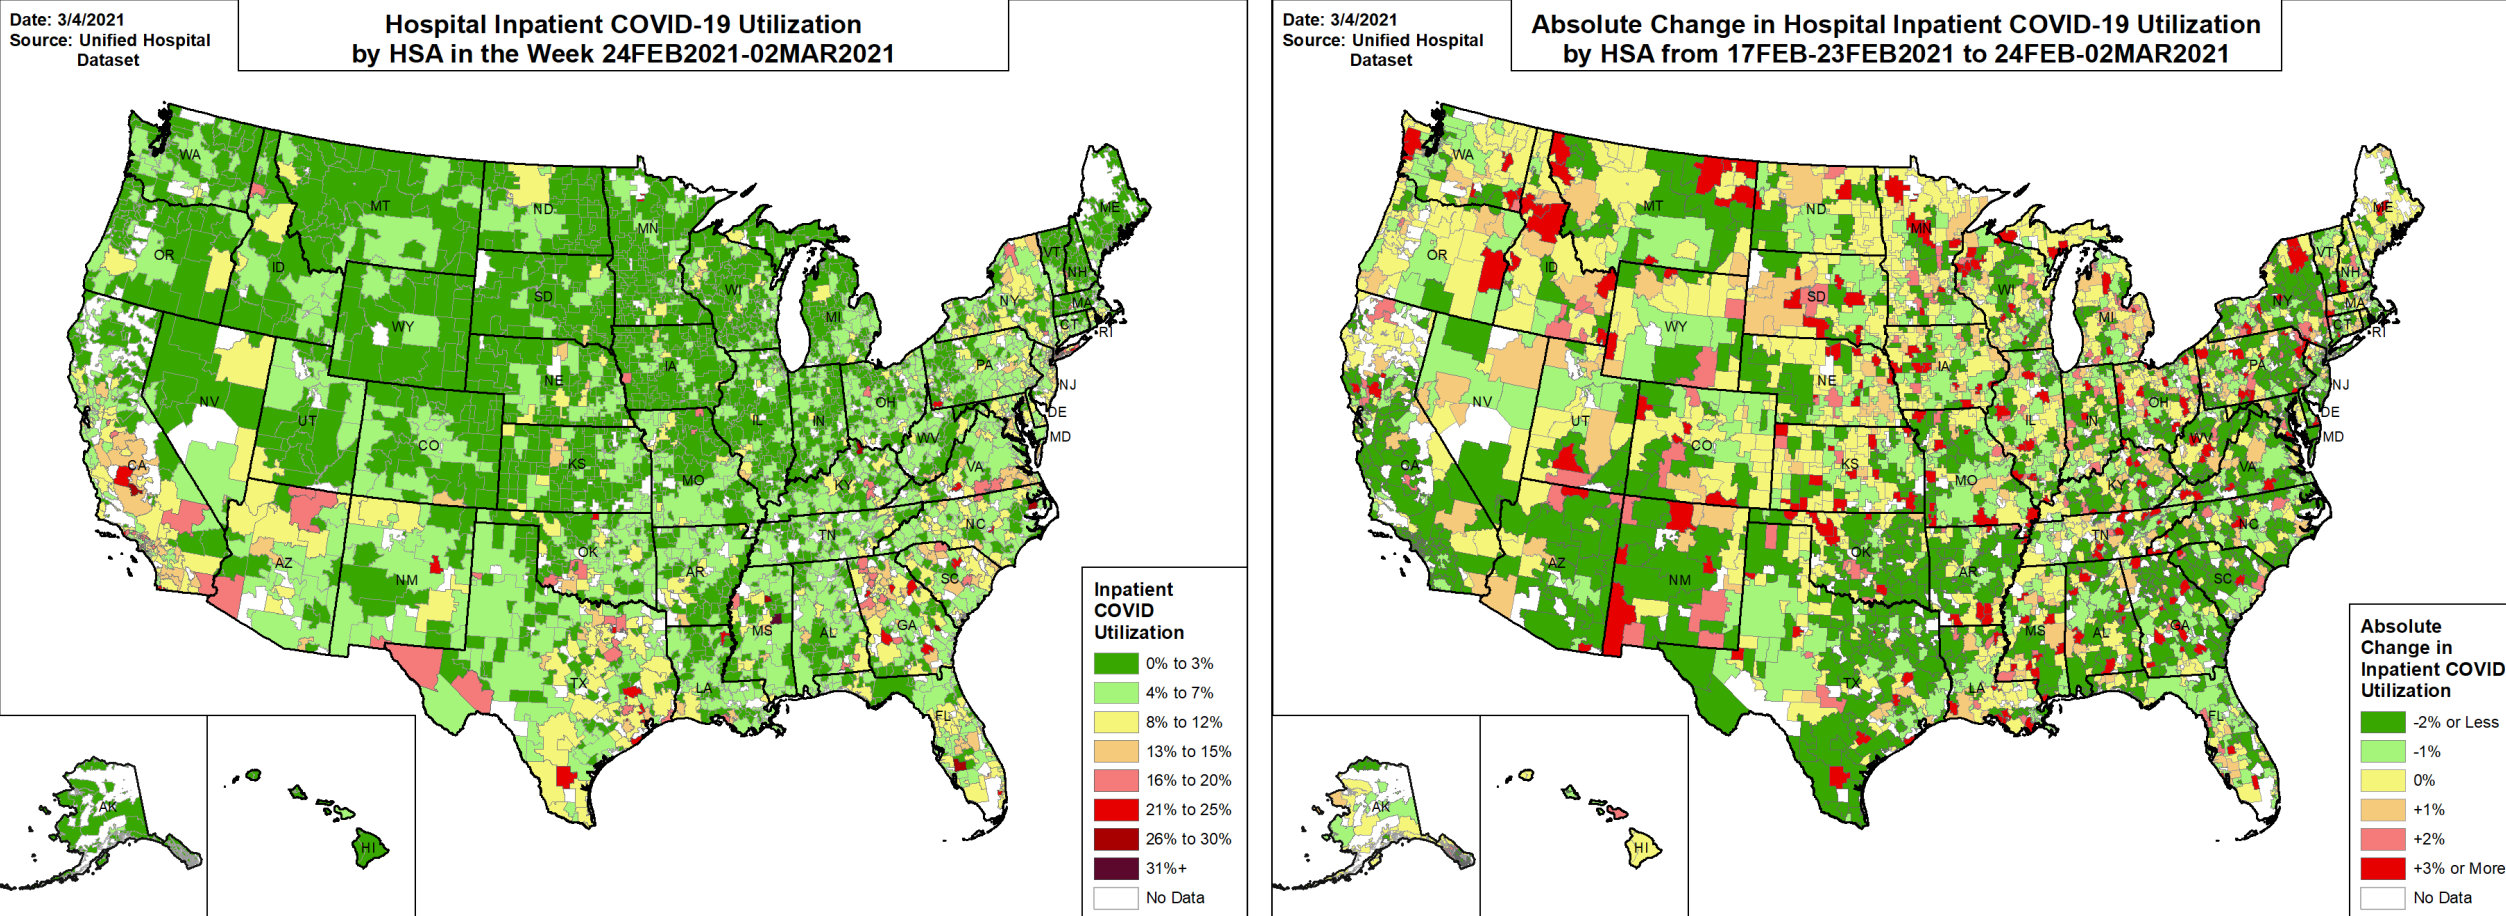 Date: 3/4/2021
Source: Unified Hospital
Dataset
Hospital Inpatient COVID-19 Utilization
by HSA in the Week 24FEB2021-02MAR2021
WA
MT
ND
MN
OR
ID
SD
WI
WY
MI
NV
UT
CO
NE
IA
IL
IN
OH
PA
NY
VT
NH
ME
MA
CT
RI
NJ
DE
MD
WV
VA
KY
MO
KS
CA
AZ
NM
OK
AR
TN
NC
SC
GA
AL
MS
LA
TX
FL
AK
HI
Inpatient
COVID
Utilization
0% to 3%
4% to 7%
8% to 12%
13% to 15%
16% to 20%
21% to 25%
26% to 30%
31%+
No Data
Date: 3/4/2021
Source: Unified Hospital
Dataset
Absolute Change in Hospital Inpatient COVID-19 Utilization
by HSA from 17FEB-23FEB2021 to 24FEB-02MAR2021
WA
MT
ND
MN
OR
ID
SD
WI
WY
MI
NV
UT
CO
NE
IA
IL
IN
OH
PA
NY
VT
NH
ME
MA
CT
RI
NJ
DE
MD
WV
VA
KY
MO
KS
CA
AZ
NM
OK
AR
TN
NC
SC
GA
AL
MS
LA
TX
FL
AK
HI
Absolute
Change in
Inpatient COVID
Utilization
-2% or Less
-1%
0%
+1%
+2%
+3% or More
No Data